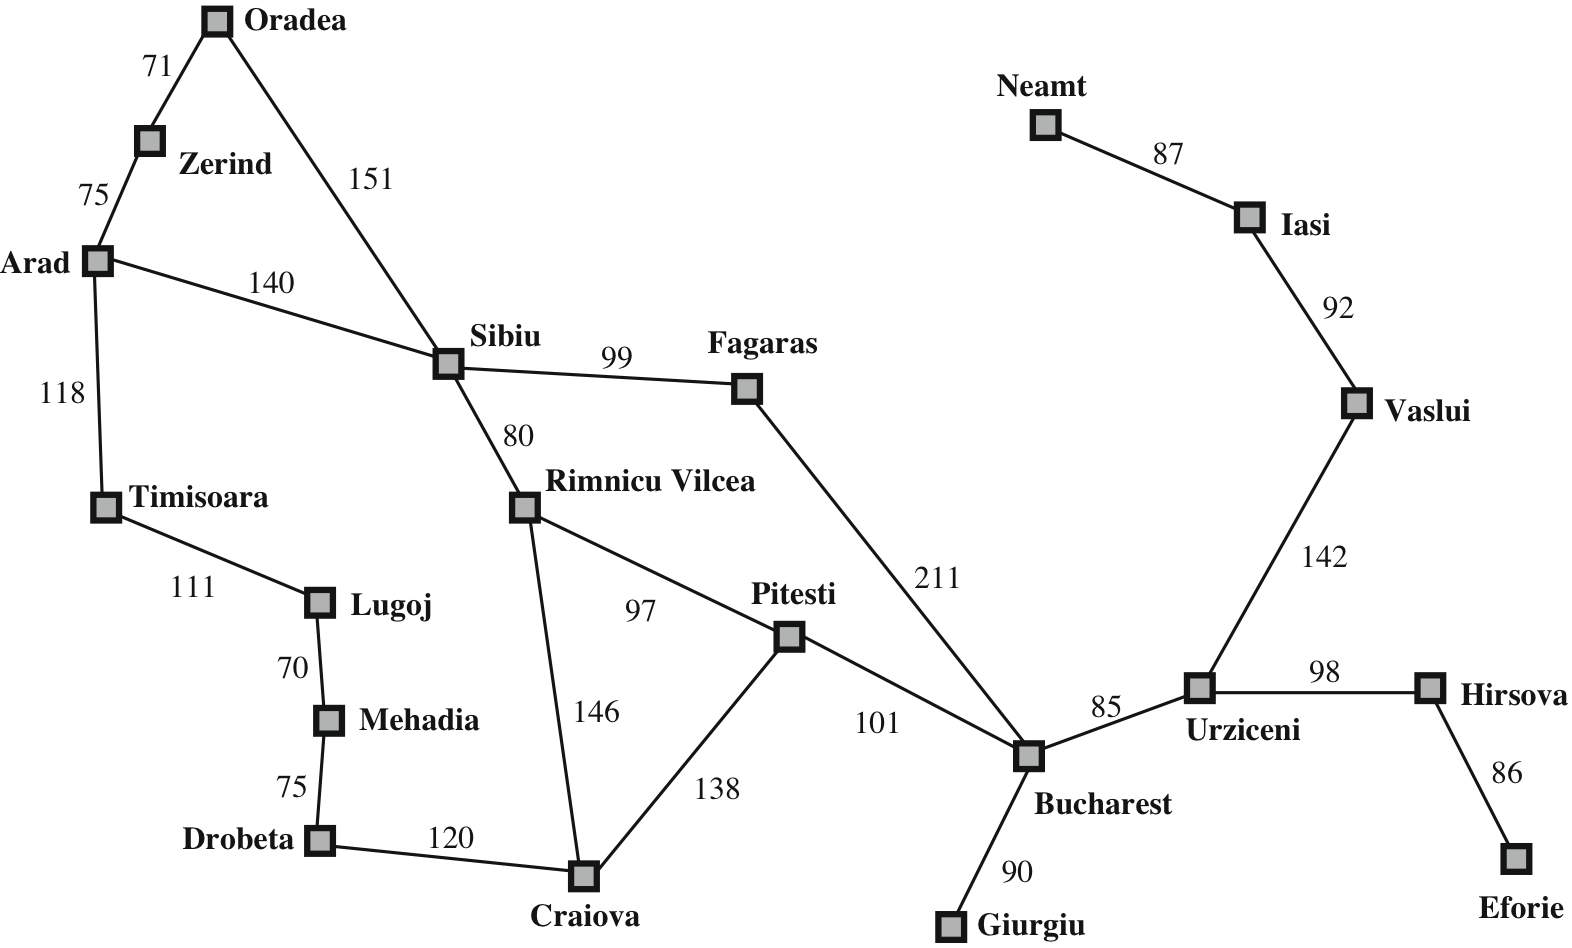 Oradea
71
Neamt
87
Zerind
151
75
Iasi
Arad
140
92
Sibiu
Fagaras
99
118
Vaslui
80
Rimnicu Vilcea
Timisoara
142
211
111
Lugoj
Pitesti
97
70
98
Hirsova
Mehadia
146
101
85
Urziceni
86
75
138
Bucharest
Drobeta
120
90
Eforie
Craiova
Giurgiu